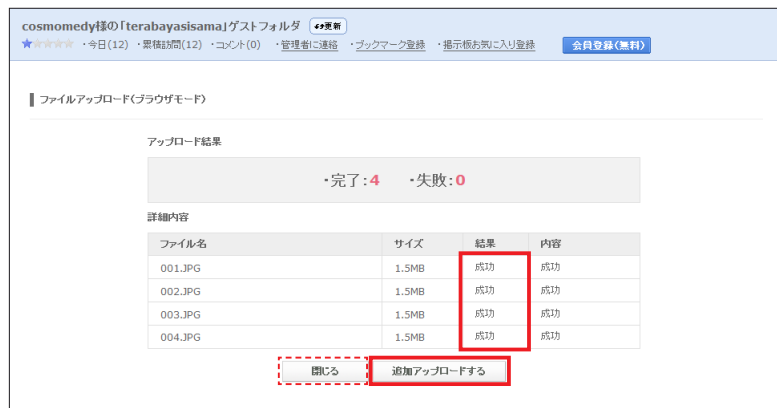 cosmomedy様の「terabayasisama」ゲストフォルダ 更新
・今日(12) ・累積訪問(12) ・コメント(0) ・管理者に連絡 ・ブックマーク登録 ・掲示板お気に入り登録 会員登録(無料)
ファイルアップロード(ブラウザモード)
アップロード結果
・完了:4 ・失敗:0
詳細内容
ファイル名 サイズ 結果 内容
001.JPG 1.5MB 成功 成功
002.JPG 1.5MB 成功 成功
003.JPG 1.5MB 成功 成功
004.JPG 1.5MB 成功 成功
閉じる 追加アップロードする